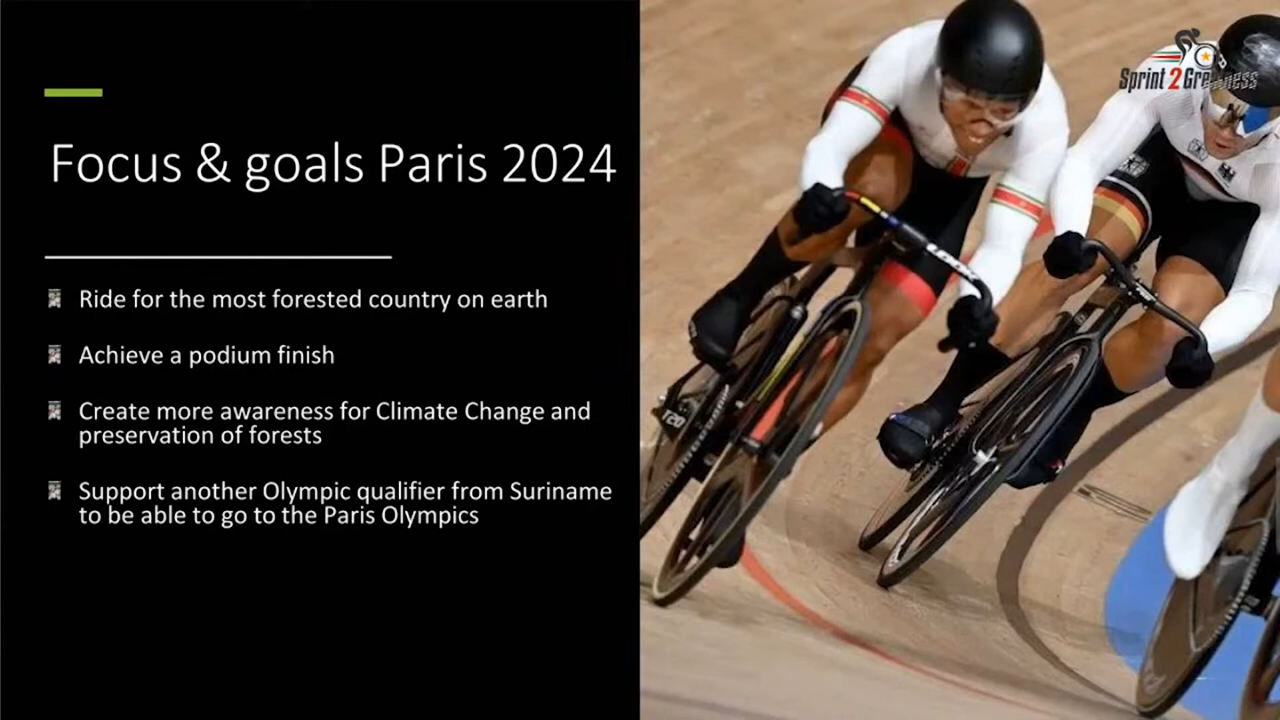 Sprint 2 Greatness
Focus & goals Paris 2024
Ride for the most forested country on earth
Achieve a podium finish
Create more awareness for Climate Change and
preservation of forests
Support another Olympic qualifier from Suriname
to be able to go to the Paris Olympics
LOOK
T20